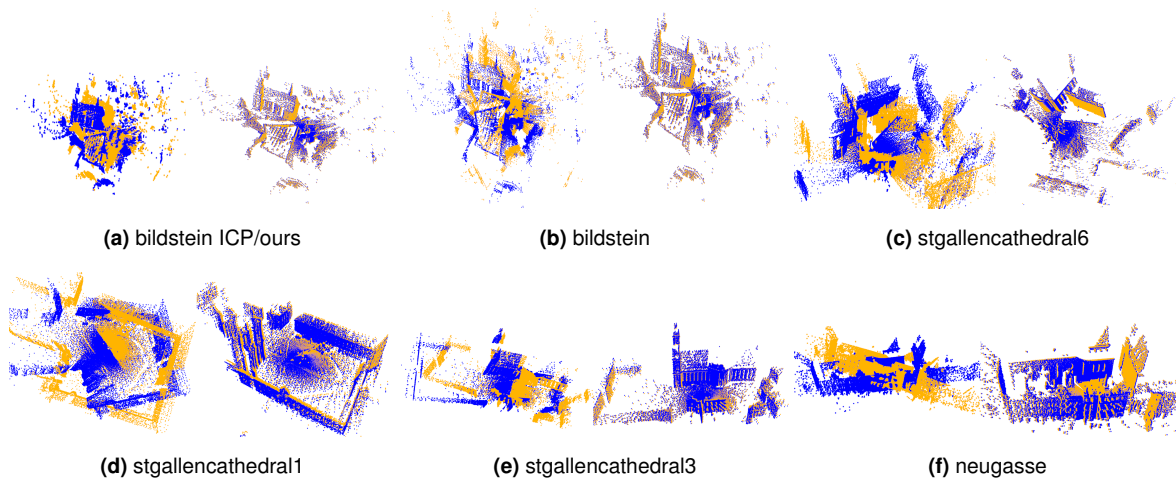 (a) bildstein ICP/ours
(b) bildstein
(c) stgallencathedral6
(d) stgallencathedral1
(e) stgallencathedral3
(f) neugasse